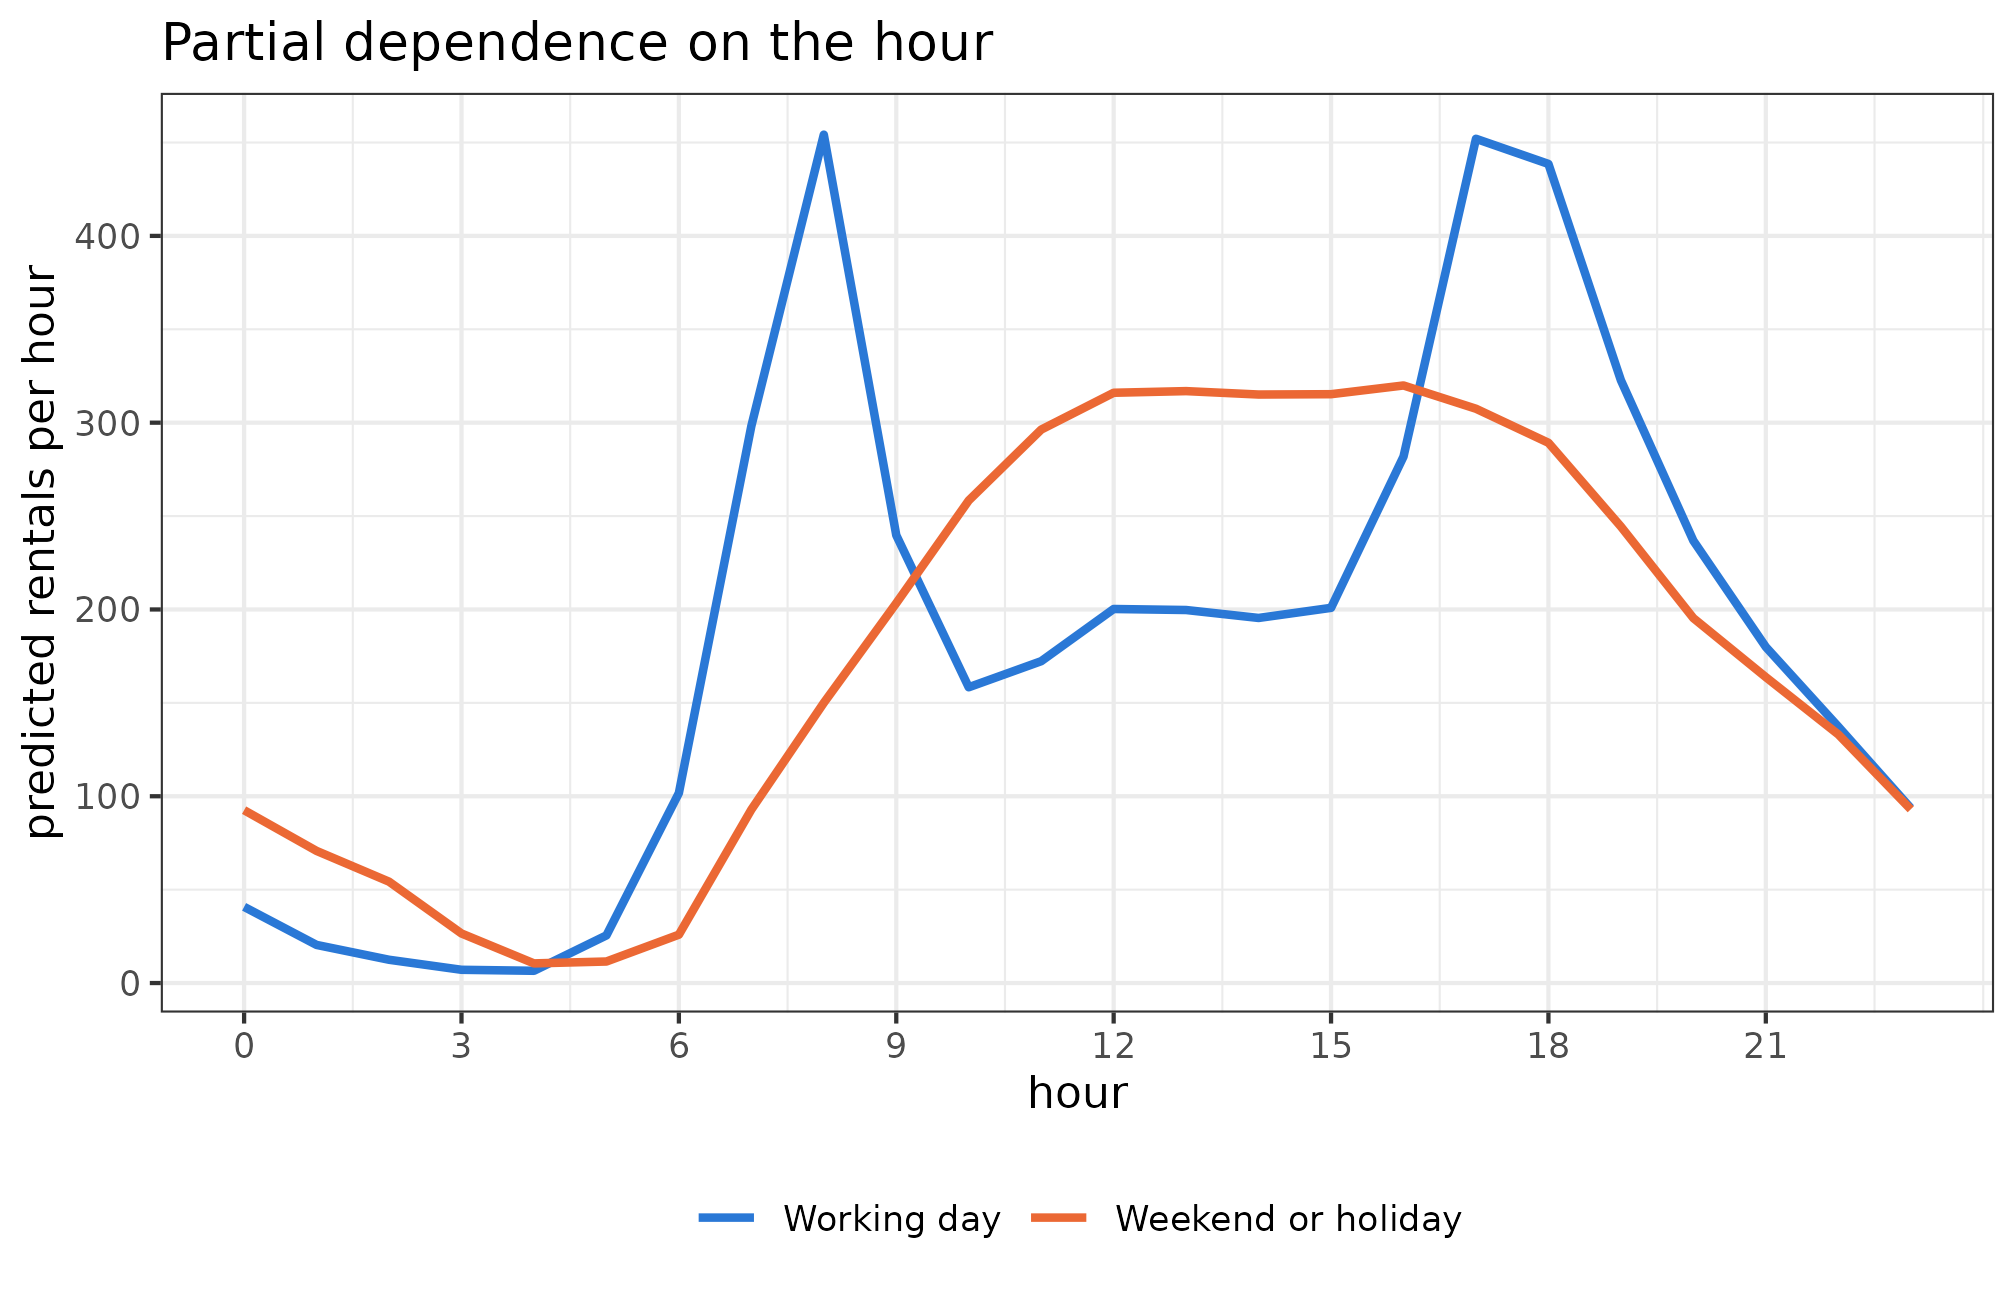 Partial dependence on the hour
predicted rentals per hour
400
300
200
100
0
0 3 6 9 12 15 18 21
hour
Working day Weekend or holiday